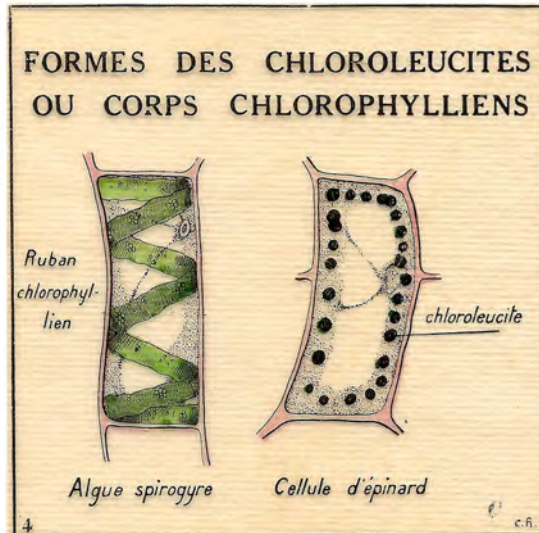 FORMES DES CHLOROLEUCITES
OU CORPS CHLOROPHYLLIENS
Ruban
chlorophyl-
lien
chloroleucite
Algue spirogyre
Cellule d'épinard
4
C.R.